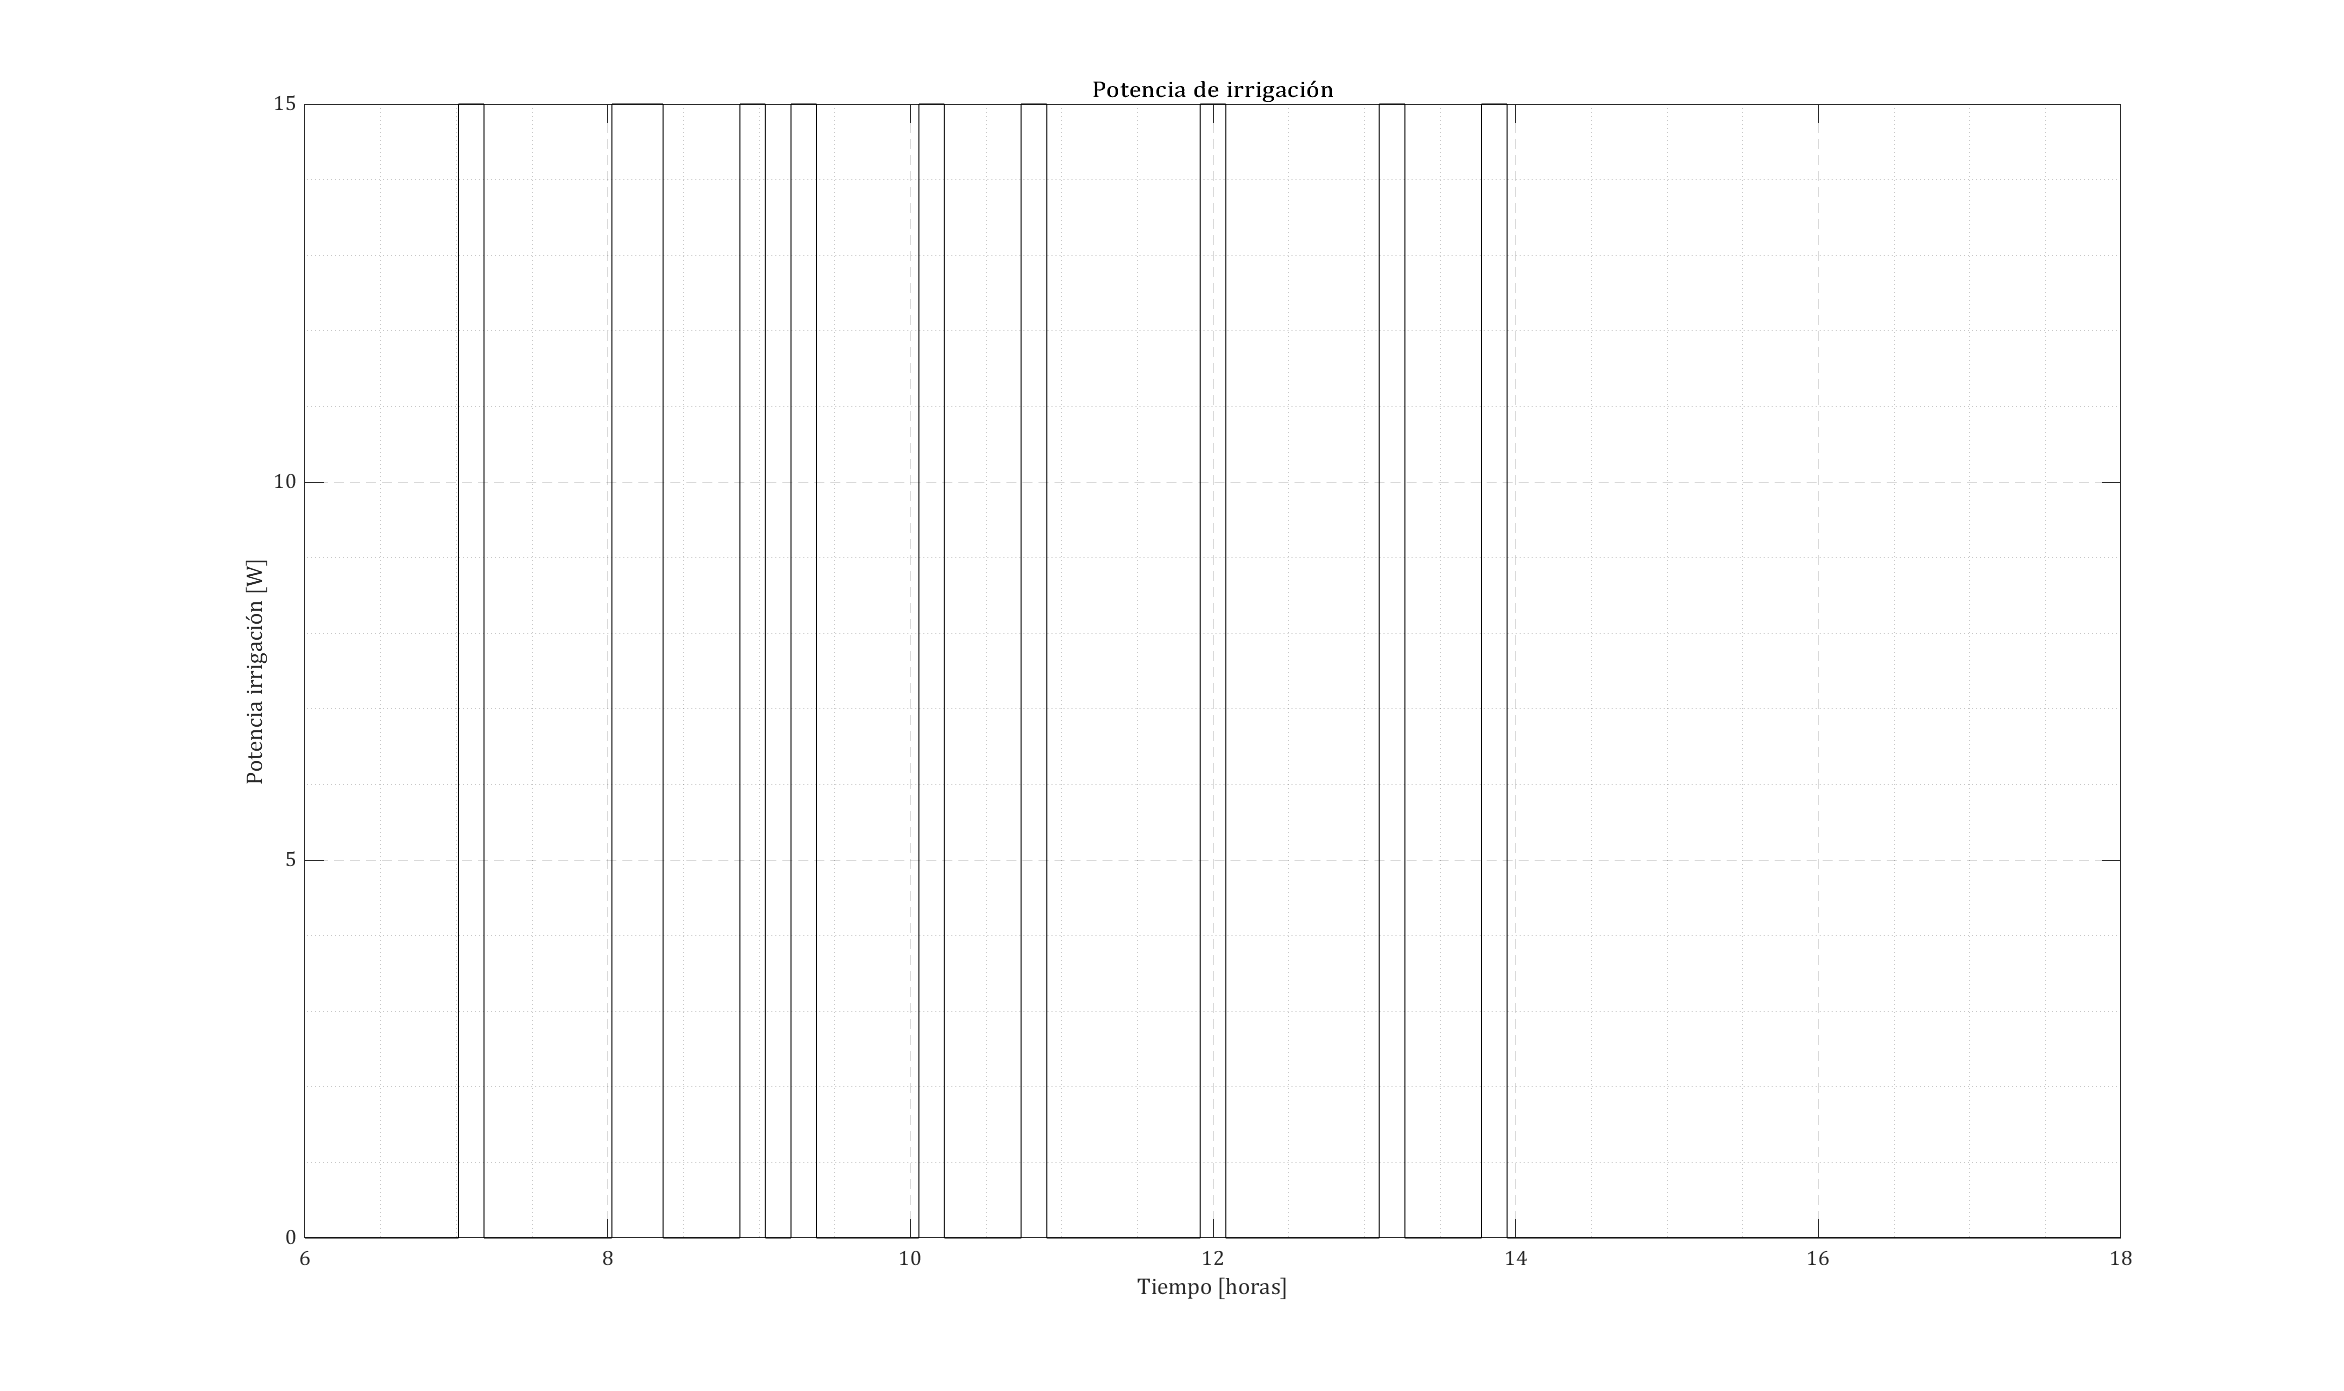 Potencia de irrigación
15
10
5
0
Potencia irrigación [W]
6 8 10 12 14 16 18
Tiempo [horas]